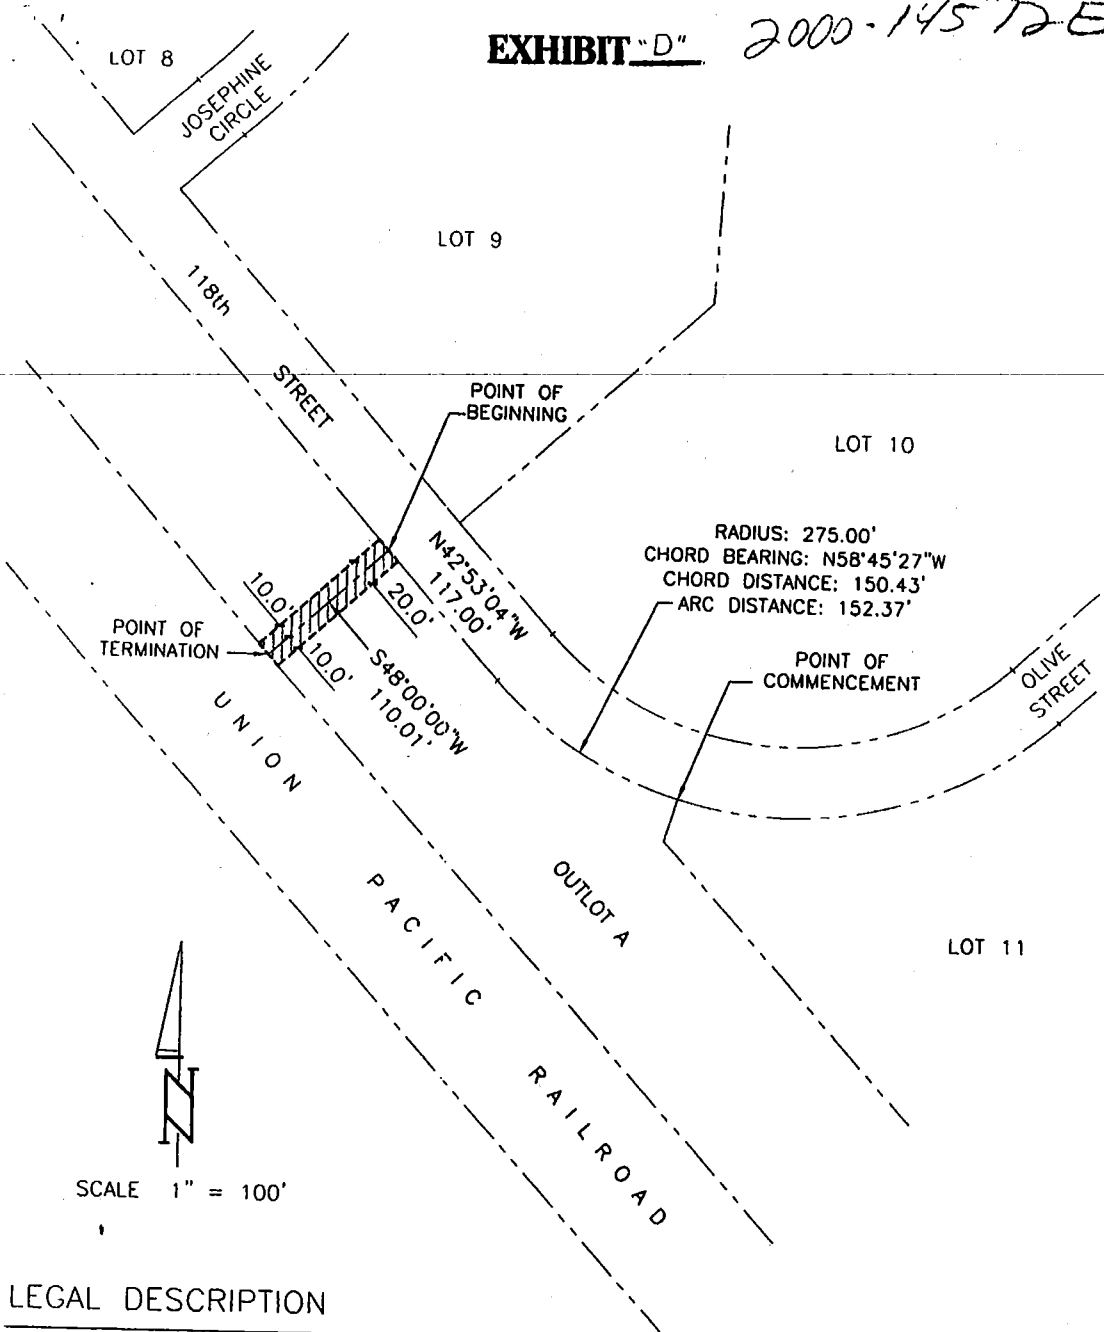 EXHIBIT "D"
LOT 8
JOSEPHINE
CIRCLE
LOT 9
118th
STREET
POINT OF
BEGINNING
LOT 10
RADIUS: 275.00'
CHORD BEARING: N58°45'27"W
CHORD DISTANCE: 150.43'
ARC DISTANCE: 152.37'
N42°53'04"W
117.00'
10.0'
20.0'
POINT OF
TERMINATION
10.0'
S48°00'00"W
110.01'
POINT OF
COMMENCEMENT
OLIVE
STREET
UNION
PACIFIC
RAILROAD
OUTLOT A
LOT 11
N
SCALE 1" = 100'
LEGAL DESCRIPTION